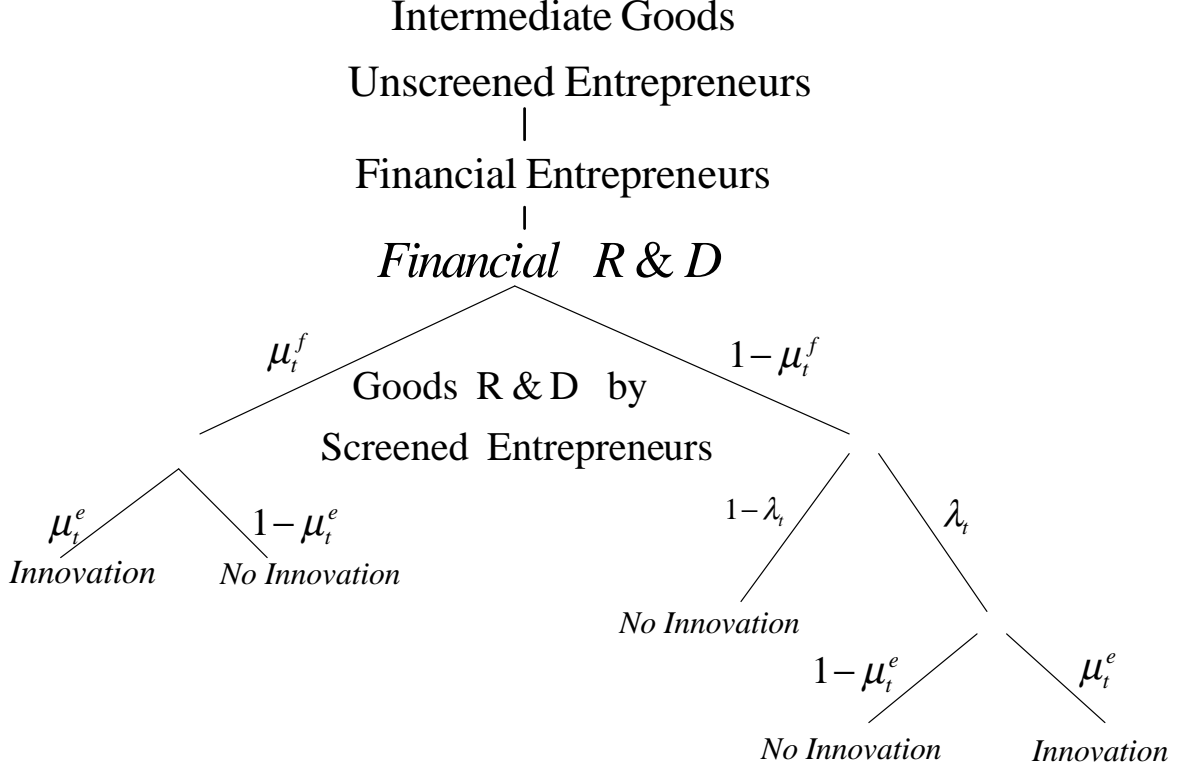 Intermediate Goods
Unscreened Entrepreneurs
Financial Entrepreneurs
Financial R & D
μ_t^f
1 − μ_t^f
Goods R & D by
Screened Entrepreneurs
μ_t^e
1 − μ_t^e
1 − λ_t
λ_t
Innovation
No Innovation
No Innovation
1 − μ_t^e
μ_t^e
No Innovation
Innovation